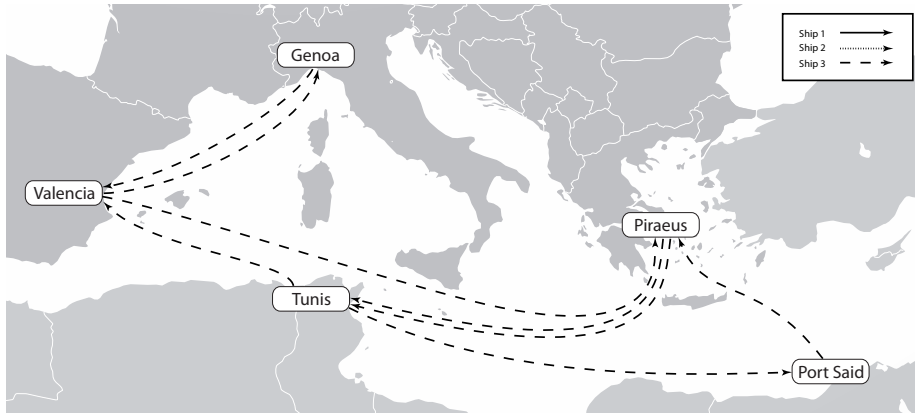 Genoa
Ship 1
Ship 2
Ship 3
Valencia
Piraeus
Tunis
Port Said